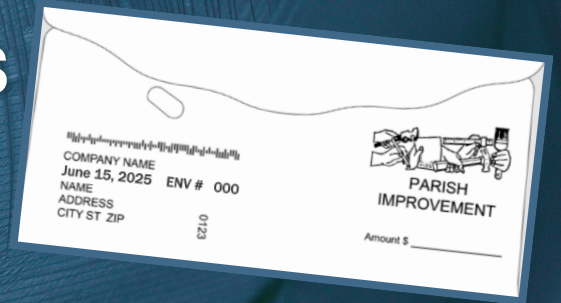 S
COMPANY NAME
June 15, 2025 ENV # 000
NAME
ADDRESS
CITY ST ZIP
0123
PARISH
IMPROVEMENT
Amount $